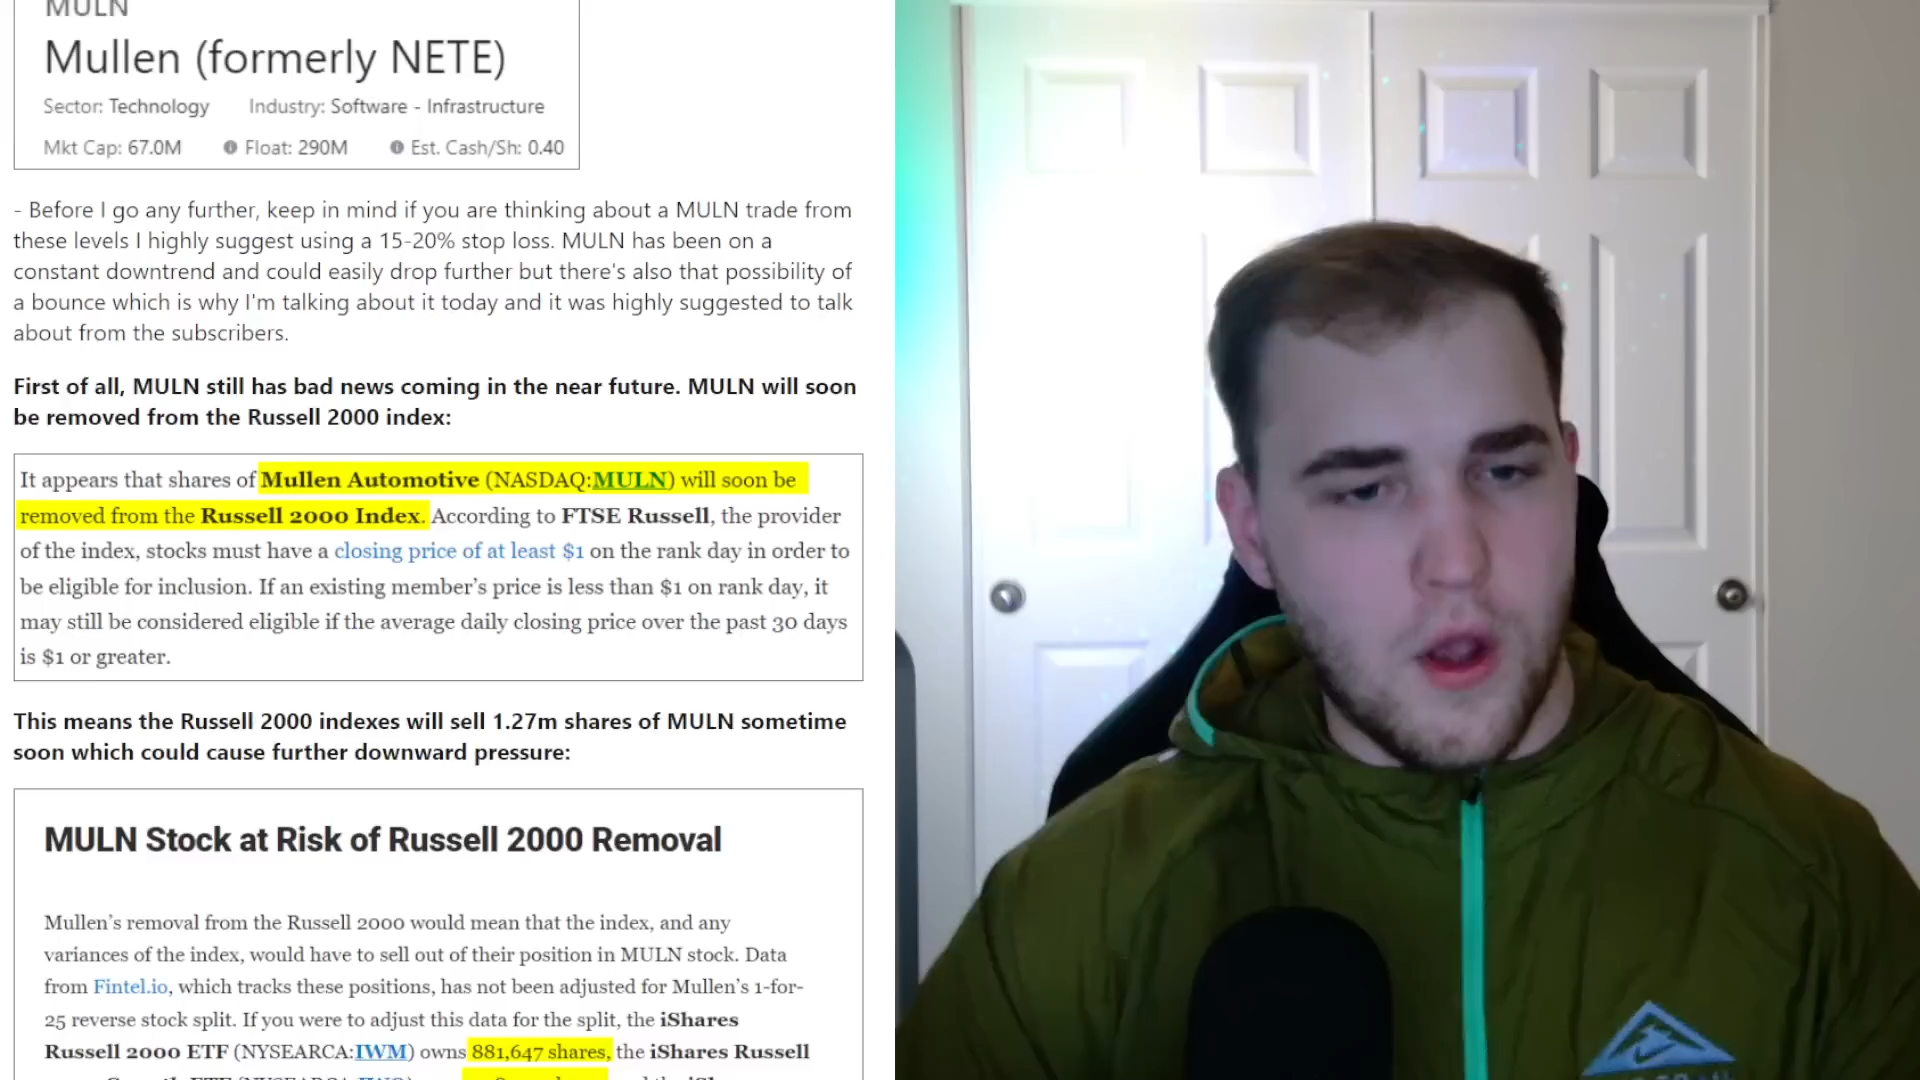 MULN
Mullen (formerly NETE)
Sector: Technology Industry: Software - Infrastructure
Mkt Cap: 67.0M Float: 290M Est. Cash/Sh: 0.40
- Before I go any further, keep in mind if you are thinking about a MULN trade from
these levels I highly suggest using a 15-20% stop loss. MULN has been on a
constant downtrend and could easily drop further but there's also that possibility of
a bounce which is why I'm talking about it today and it was highly suggested to talk
about from the subscribers.
First of all, MULN still has bad news coming in the near future. MULN will soon
be removed from the Russell 2000 index:
It appears that shares of Mullen Automotive (NASDAQ:MULN) will soon be
removed from the Russell 2000 Index. According to FTSE Russell, the provider
of the index, stocks must have a closing price of at least $1 on the rank day in order to
be eligible for inclusion. If an existing member’s price is less than $1 on rank day, it
may still be considered eligible if the average daily closing price over the past 30 days
is $1 or greater.
This means the Russell 2000 indexes will sell 1.27m shares of MULN sometime
soon which could cause further downward pressure:
MULN Stock at Risk of Russell 2000 Removal
Mullen’s removal from the Russell 2000 would mean that the index, and any
variances of the index, would have to sell out of their position in MULN stock. Data
from Fintel.io, which tracks these positions, has not been adjusted for Mullen’s 1-for-
25 reverse stock split. If you were to adjust this data for the split, the iShares
Russell 2000 ETF (NYSEARCA:IWM) owns 881,647 shares, the iShares Russell